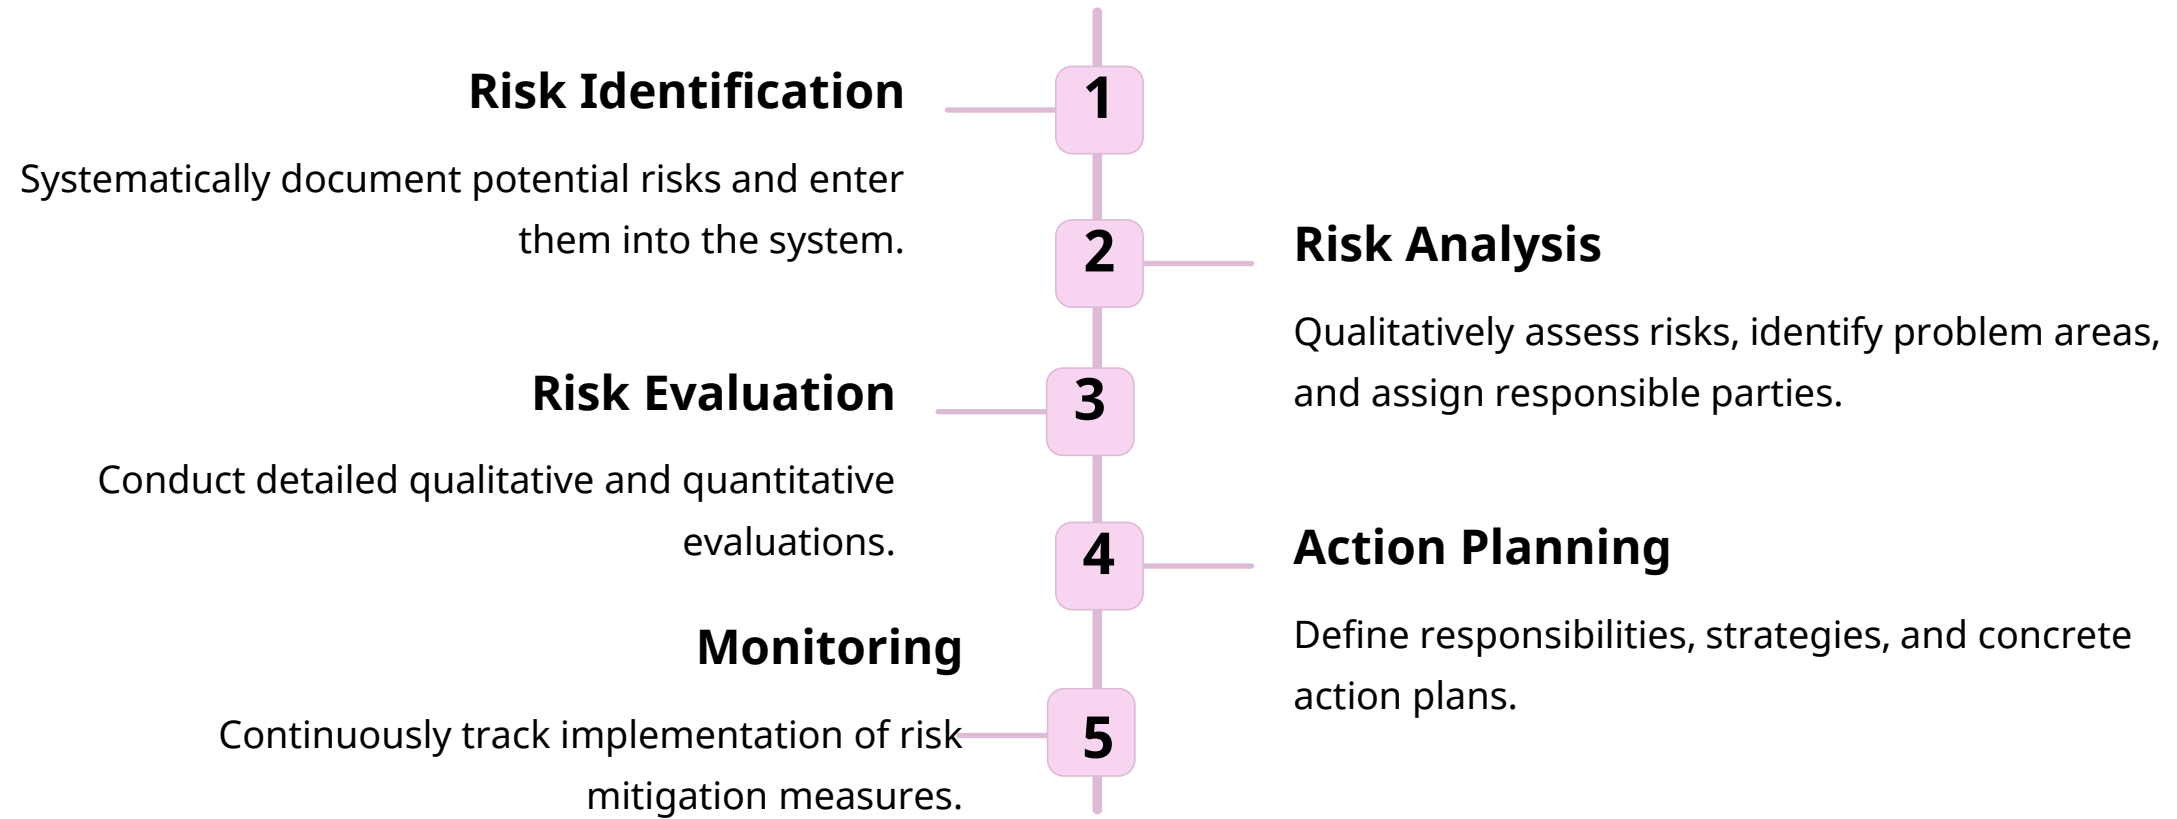 1
Risk Identification
Systematically document potential risks and enter
them into the system.
2
Risk Analysis
Qualitatively assess risks, identify problem areas,
and assign responsible parties.
3
Risk Evaluation
Conduct detailed qualitative and quantitative
evaluations.
4
Action Planning
Define responsibilities, strategies, and concrete
action plans.
5
Monitoring
Continuously track implementation of risk
mitigation measures.